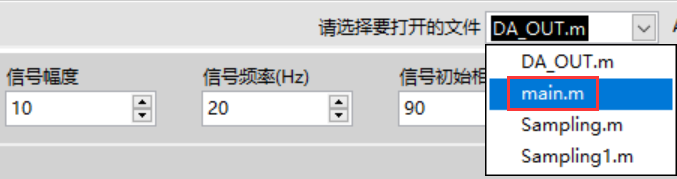 请选择要打开的文件 DA_OUT.m
DA_OUT.m
main.m
Sampling.m
Sampling1.m
信号幅度 信号频率(Hz) 信号初始相
10 20 90